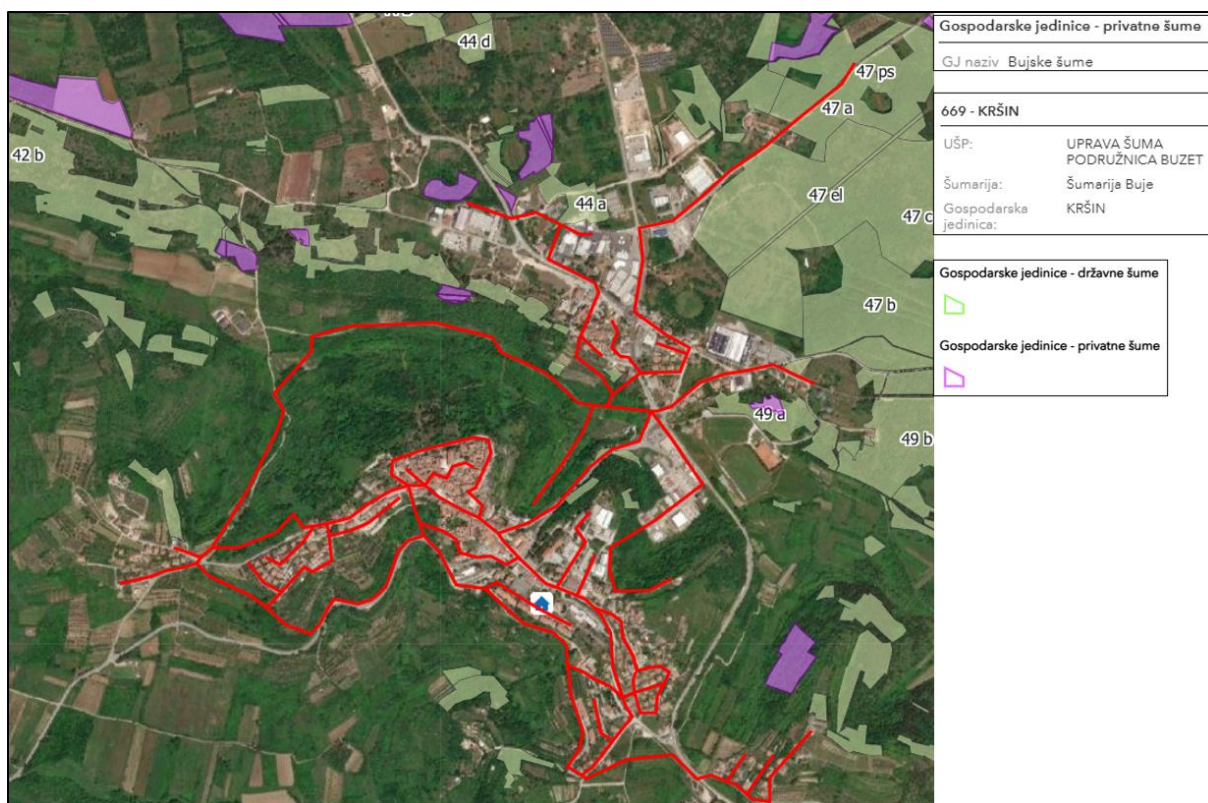 44 d
47 ps
47 a
42 b
47 el
44 a
47 c
47 b
49 a
49 b
Gospodarske jedinice - privatne šume
GJ naziv Bujske šume
669 - KRŠIN
UŠP: UPRAVA ŠUMA
PODRUŽNICA BUZET
Šumarija: Šumarija Buje
Gospodarska KRŠIN
jedinica:
Gospodarske jedinice - državne šume
Gospodarske jedinice - privatne šume